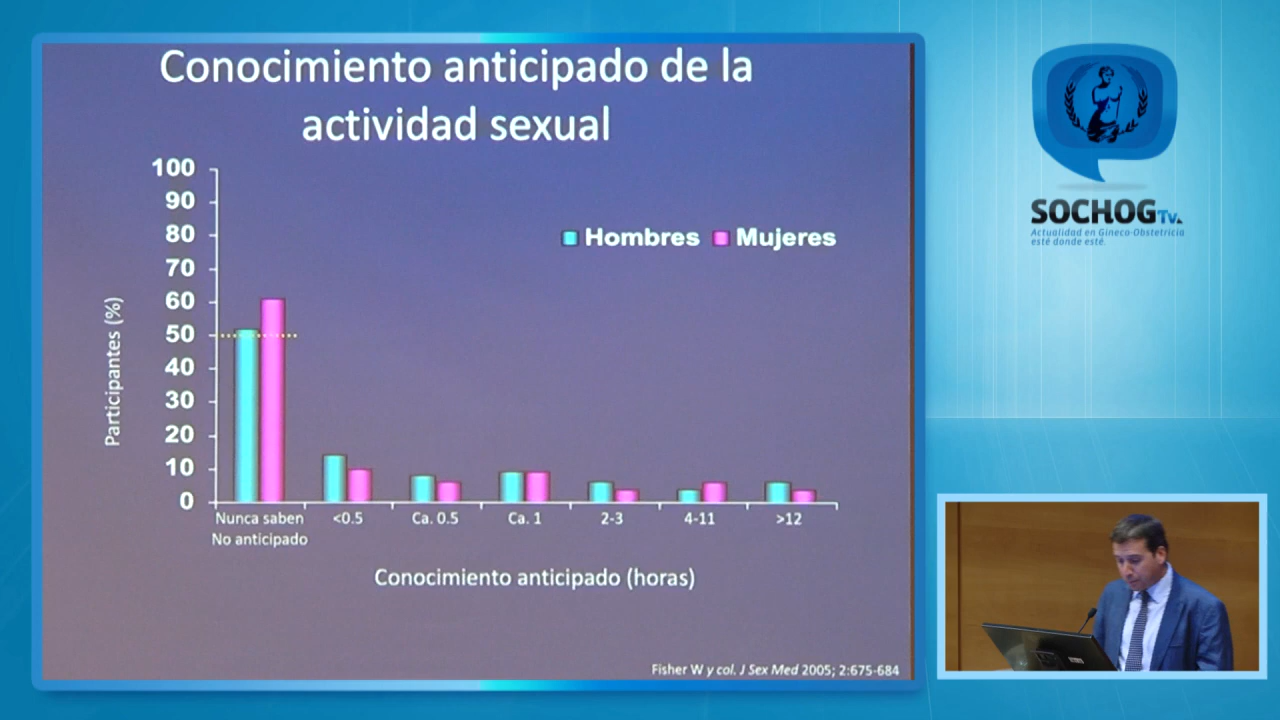 Conocimiento anticipado de la
actividad sexual
100
90
80
70
60
50
40
30
20
10
0
Participantes (%)
Hombres Mujeres
Nunca saben
No anticipado
<0.5
Ca. 0.5
Ca. 1
2-3
4-11
>12
Conocimiento anticipado (horas)
Fisher W y col. J Sex Med 2005; 2:675-684
SOCHOG Tv.
Actualidad en Gineco-Obstetricia
esté donde esté.